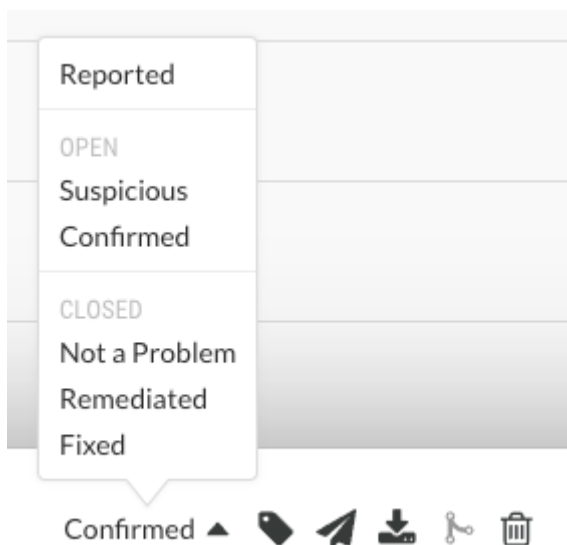 Reported
OPEN
Suspicious
Confirmed
CLOSED
Not a Problem
Remediated
Fixed
Confirmed